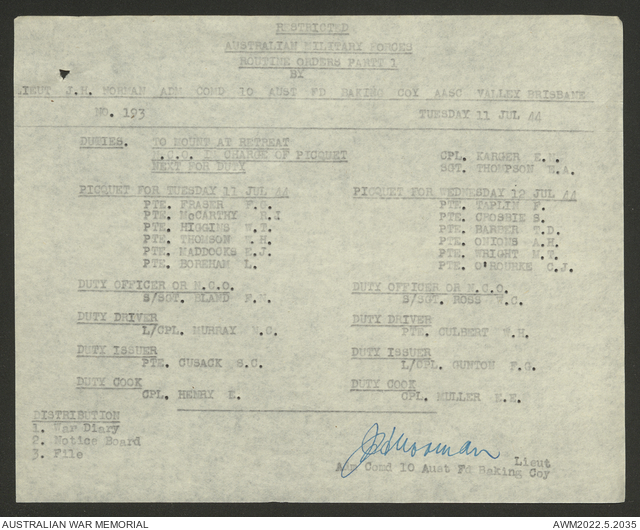 RESTRICTED
AUSTRALIAN MILITARY FORCES
ROUTINE ORDERS PART 1
BY
LIEUT J.H. NORMAN ADM COMD 10 AUST FD BAKING COY AASC VALLEY BRISBANE
NO. 193 TUESDAY 11 JUL 44
DUTIES. TO MOUNT AT RETREAT
N.C.O. IN CHARGE OF PICQUET CPL. KARGER E.
NEXT FOR DUTY SGT. THOMPSON E.A.
PICQUET FOR TUESDAY 11 JUL 44 PICQUET FOR WEDNESDAY 12 JUL 44
PTE. FRASER F.G. PTE. TAPLIN F.
PTE. McCARTHY R.I PTE. CROSBIE S.
PTE. HIGGINS W.T. PTE. BARBER T.D.
PTE. THOMSON W.H. PTE. ONIONS A.H.
PTE. MADDOCKS E.J. PTE. WRIGHT M.T.
PTE. BOREHAM L. PTE. O'ROURKE C.J.
DUTY OFFICER OR N.C.O. DUTY OFFICER OR N.C.O.
S/SGT. BLAND F. S/SGT. ROSS W.C.
DUTY DRIVER DUTY DRIVER
L/CPL. MURRAY N.C. PTE. CULBERT W.H.
DUTY ISSUER DUTY ISSUER
PTE. CUSACK S.C. L/CPL. GUNTON F.G.
DUTY COOK DUTY COOK
CPL. HENRY E. CPL. MULLER N.E.
DISTRIBUTION
1. War Diary
2. Notice Board
3. File
Lieut
Adm Comd 10 Aust Fd Baking Coy
AUSTRALIAN WAR MEMORIAL AWM2022.5.2035